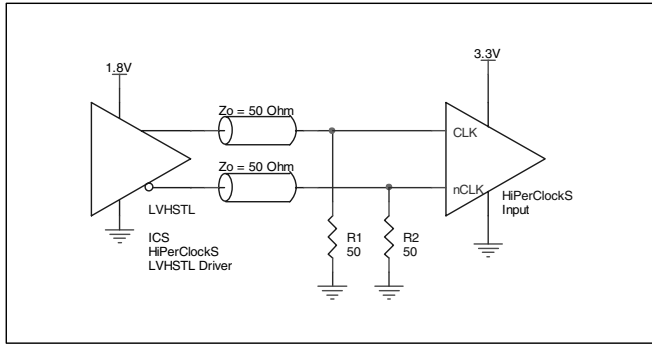 1.8V
3.3V
Zo = 50 Ohm
CLK
Zo = 50 Ohm
nCLK
HiPerClockS
Input
LVHSTL
ICS
HiPerClockS
LVHSTL Driver
R1
50
R2
50